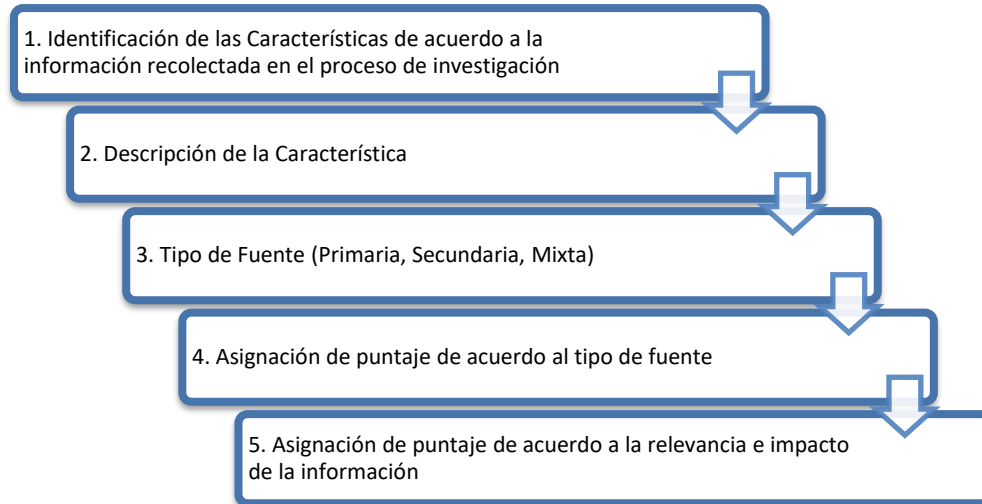 1. Identificación de las Características de acuerdo a la
información recolectada en el proceso de investigación
2. Descripción de la Característica
3. Tipo de Fuente (Primaria, Secundaria, Mixta)
4. Asignación de puntaje de acuerdo al tipo de fuente
5. Asignación de puntaje de acuerdo a la relevancia e impacto
de la información